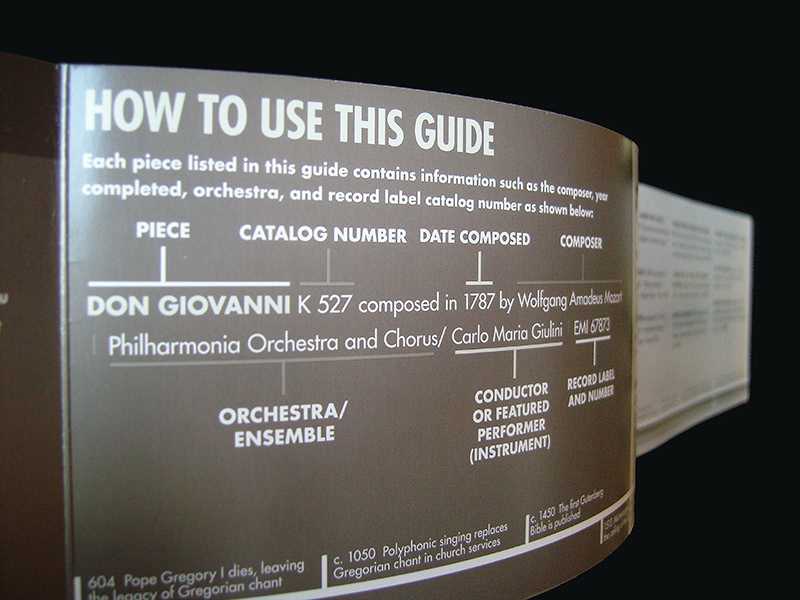 HOW TO USE THIS GUIDE
Each piece listed in this guide contains information such as the composer, year
completed, orchestra, and record label catalog number as shown below:
PIECE CATALOG NUMBER DATE COMPOSED COMPOSER
DON GIOVANNI K 527 composed in 1787 by Wolfgang Amadeus Mozart
Philharmonia Orchestra and Chorus/ Carlo Maria Giulini EMI 67873
ORCHESTRA/
ENSEMBLE
CONDUCTOR
OR FEATURED
PERFORMER
(INSTRUMENT)
RECORD LABEL
AND NUMBER
604 Pope Gregory I dies, leaving
the legacy of Gregorian chant
c. 1050 Polyphonic singing replaces
Gregorian chant in church services
c. 1450 The first Gutenberg
Bible is published